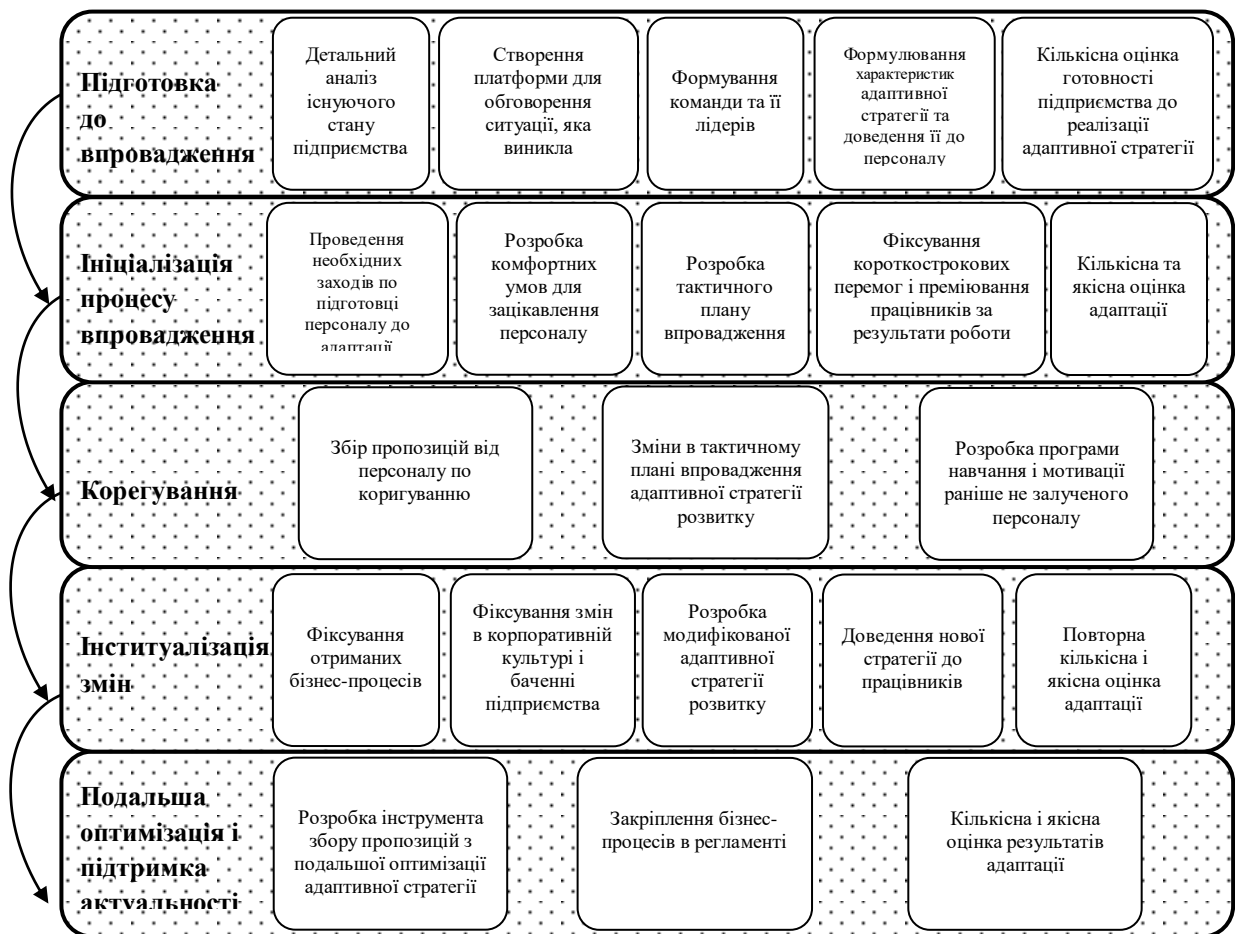 Підготовка
до
впровадження
Детальний
аналіз
існуючого
стану
підприємства
Створення
платформи для
обговорення
ситуації, яка
виникла
Формування
команди та її
лідерів
Формулювання
характеристик
адаптивної
стратегії та
доведення її до
персоналу
Кількісна оцінка
готовності
підприємства до
реалізації
адаптивної стратегії
Ініціалізація
процесу
впровадження
Проведення
необхідних
заходів по
підготовці
персоналу до
адаптації
Розробка
комфортних
умов для
зацікавлення
персоналу
Розробка
тактичного
плану
впровадження
Фіксування
короткострокових
перемог і преміювання
працівників за
результати роботи
Кількісна та
якісна оцінка
адаптації
Корегування
Збір пропозицій від
персоналу по
коригуванню
Зміни в тактичному
плані впровадження
адаптивної стратегії
розвитку
Розробка програми
навчання і мотивації
раніше не залученого
персоналу
Інституалізація
змін
Фіксування
отриманих
бізнес-процесів
Фіксування змін
в корпоративній
культурі і
баченні
підприємства
Розробка
модифікованої
адаптивної
стратегії
розвитку
Доведення нової
стратегії до
працівників
Повторна
кількісна і
якісна оцінка
адаптації
Подальша
оптимізація і
підтримка
актуальності
Розробка інструмента
збору пропозицій з
подальшої оптимізації
адаптивної стратегії
Закріплення бізнес-
процесів в регламенті
Кількісна і якісна
оцінка результатів
адаптації